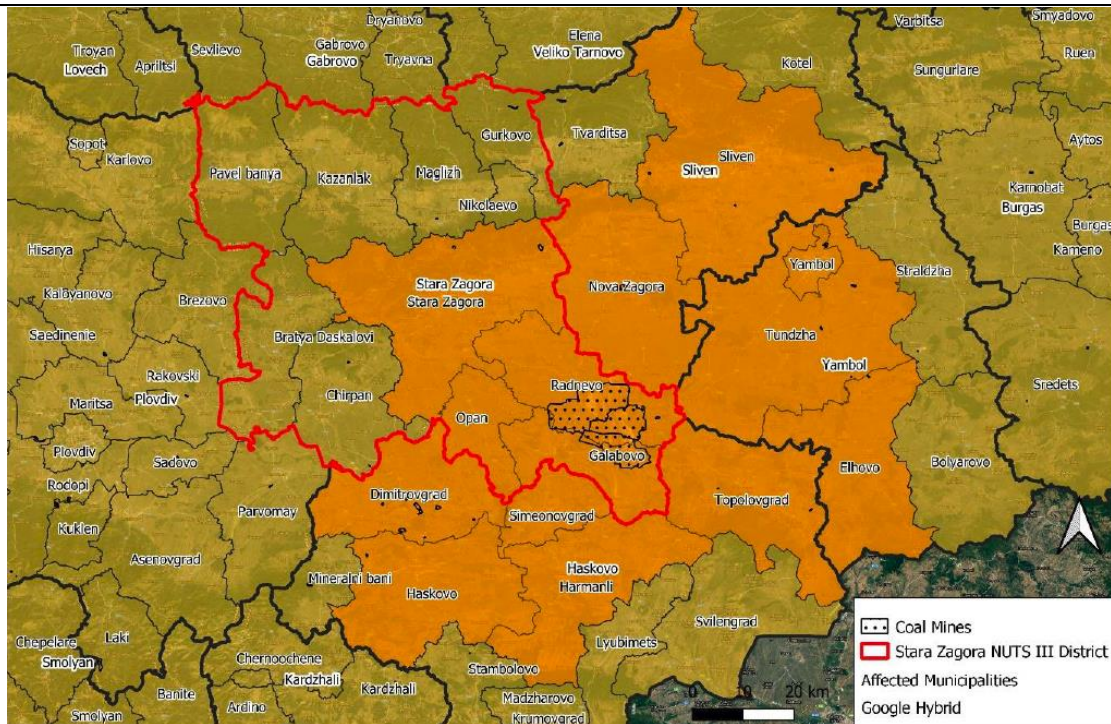 Dryanovo
Smyadovo
Varbitsa
Troyan
Lovech
Apriltsi
Sevlievo
Gabrovo
Gabrovo
Tryavna
Elena
Veliko Tarnovo
Kotel
Sungurlare
Ruen
Sopot
Karlovo
Pavel banya
Kazanlak
Maglizh
Gurkovo
Tvarditsa
Nikolaevo
Sliven
Sliven
Aytos
Karnobat
Burgas
Burgas
Kameno
Hisarya
Kaloyanovo
Brezovo
Saedinenie
Stara Zagora
Stara Zagora
Nova Zagora
Yambol
Straldzha
Bratya Daskalovi
Tundzha
Yambol
Rakovski
Plovdiv
Maritsa
Chirpan
Opan
Radnevo
Sredets
Plovdiv
Sadovo
Galabovo
Elhovo
Bolyarovo
Rodopi
Kuklen
Parvomay
Dimitrovgrad
Simeonovgrad
Topolovgrad
Asenovgrad
Mineralni bani
Haskovo
Haskovo
Harmanli
Svilengrad
Lyubimets
Chepelare
Smolyan
Laki
Chernoochene
Kardzhali
Kardzhali
Stambolovo
Banite
Ardino
Madzharovo
Krumovgrad
Smolyan
0 10 20 km
Coal Mines
Stara Zagora NUTS III District
Affected Municipalities
Google Hybrid